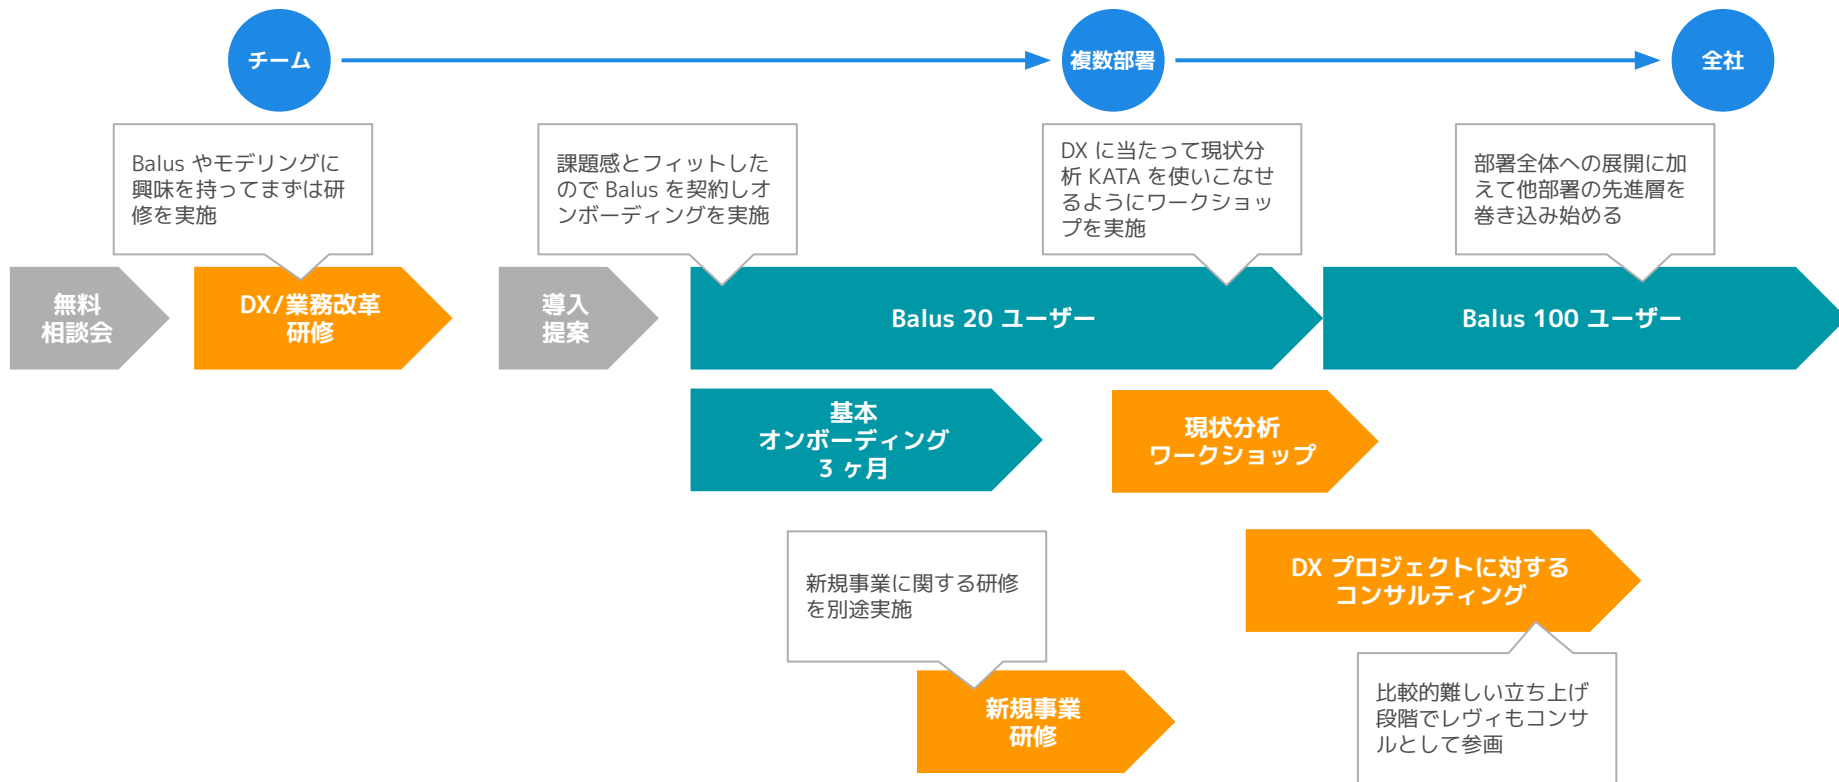 チーム
複数部署
全社
Balus やモデリングに
興味を持ってまずは研
修を実施
課題感とフィットした
ので Balus を契約しオ
ンボーディングを実施
DX に当たって現状分
析 KATA を使いこなせ
るようにワークショッ
プを実施
部署全体への展開に加
えて他部署の先進層を
巻き込み始める
無料
相談会
DX/業務改革
研修
導入
提案
Balus 20 ユーザー
Balus 100 ユーザー
基本
オンボーディング
3 ヶ月
現状分析
ワークショップ
新規事業に関する研修
を別途実施
DX プロジェクトに対する
コンサルティング
新規事業
研修
比較的難しい立ち上げ
段階でレヴィもコンサ
ルとして参画